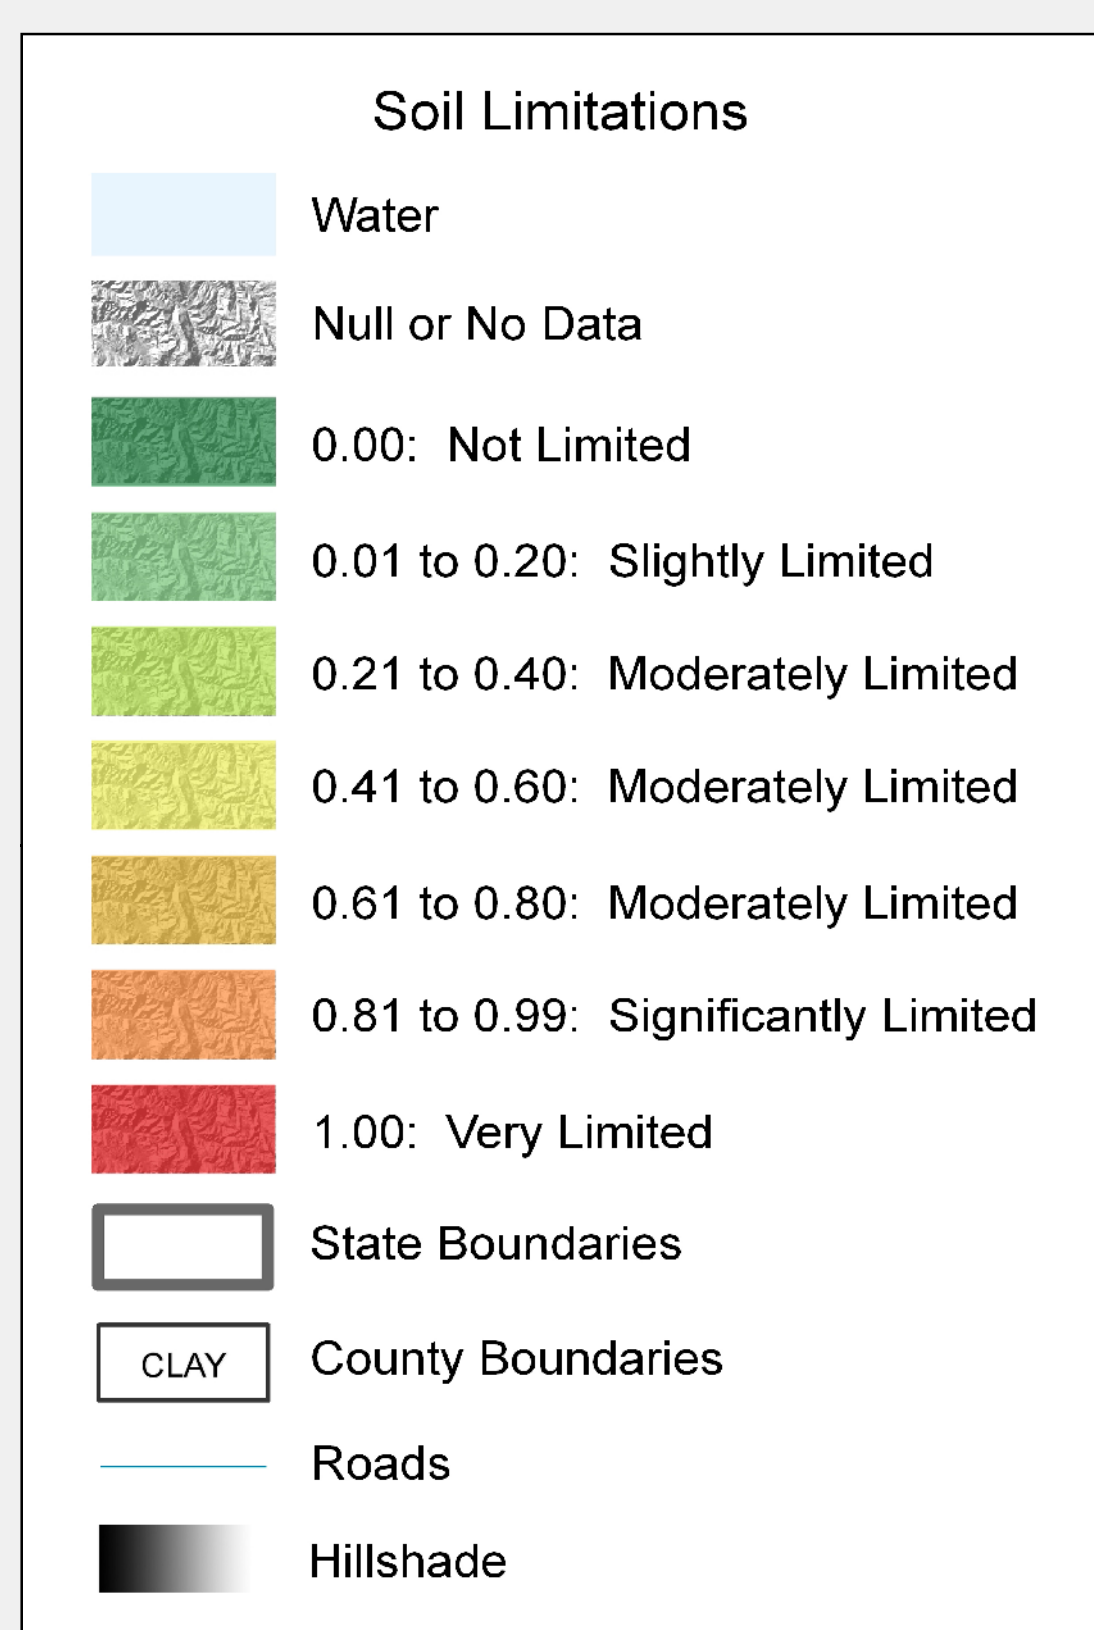 Soil Limitations
Water
Null or No Data
0.00: Not Limited
0.01 to 0.20: Slightly Limited
0.21 to 0.40: Moderately Limited
0.41 to 0.60: Moderately Limited
0.61 to 0.80: Moderately Limited
0.81 to 0.99: Significantly Limited
1.00: Very Limited
State Boundaries
CLAY County Boundaries
Roads
Hillshade